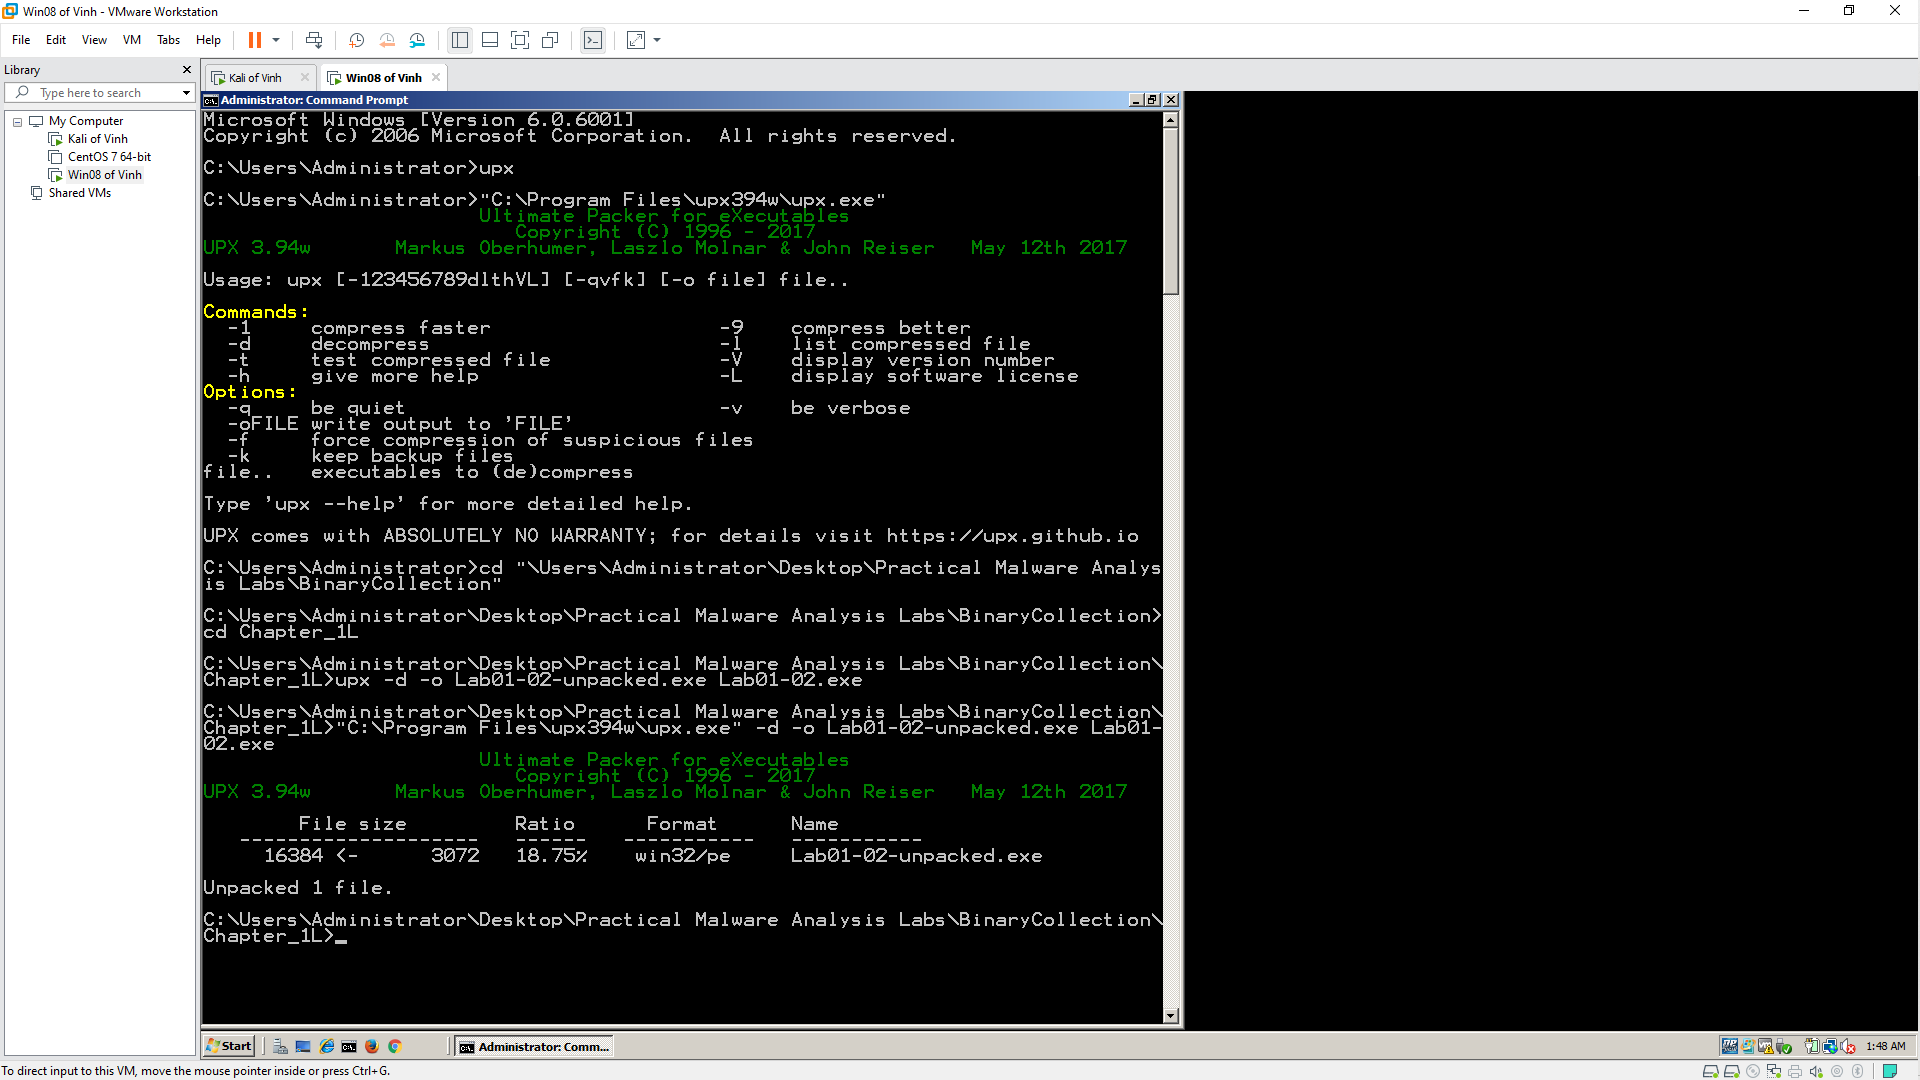 Win08 of Vinh - VMware Workstation
File Edit View VM Tabs Help
Library
Type here to search
My Computer
Kali of Vinh
CentOS 7 64-bit
Win08 of Vinh
Shared VMs
Kali of Vinh
Win08 of Vinh
Administrator: Command Prompt
Microsoft Windows [Version 6.0.6001]
Copyright (c) 2006 Microsoft Corporation.  All rights reserved.
C:\Users\Administrator>upx
C:\Users\Administrator>"C:\Program Files\upx394w\upx.exe"
Ultimate Packer for eXecutables
Copyright (C) 1996 - 2017
UPX 3.94w       Markus Oberhumer, Laszlo Molnar & John Reiser   May 12th 2017
Usage: upx [-123456789dlthVL] [-qvfk] [-o file] file..
Commands:
-1     compress faster                   -9    compress better
-d     decompress                        -l    list compressed file
-t     test compressed file              -V    display version number
-h     give more help                    -L    display software license
Options:
-q     be quiet                          -v    be verbose
-oFILE write output to 'FILE'
-f     force compression of suspicious files
-k     keep backup files
file..   executables to (de)compress
Type 'upx --help' for more detailed help.
UPX comes with ABSOLUTELY NO WARRANTY; for details visit https://upx.github.io
C:\Users\Administrator>cd "\Users\Administrator\Desktop\Practical Malware Analys
is Labs\BinaryCollection"
C:\Users\Administrator\Desktop\Practical Malware Analysis Labs\BinaryCollection>
cd Chapter_1L
C:\Users\Administrator\Desktop\Practical Malware Analysis Labs\BinaryCollection\
Chapter_1L>upx -d -o Lab01-02-unpacked.exe Lab01-02.exe
C:\Users\Administrator\Desktop\Practical Malware Analysis Labs\BinaryCollection\
Chapter_1L>"C:\Program Files\upx394w\upx.exe" -d -o Lab01-02-unpacked.exe Lab01-
02.exe
Ultimate Packer for eXecutables
Copyright (C) 1996 - 2017
UPX 3.94w       Markus Oberhumer, Laszlo Molnar & John Reiser   May 12th 2017
File size         Ratio      Format      Name
--------------------   ------   -----------   -----------
16384 <-      3072   18.75%    win32/pe     Lab01-02-unpacked.exe
Unpacked 1 file.
C:\Users\Administrator\Desktop\Practical Malware Analysis Labs\BinaryCollection\
Chapter_1L>_
Start
Administrator: Comm...
1:48 AM
To direct input to this VM, move the mouse pointer inside or press Ctrl+G.